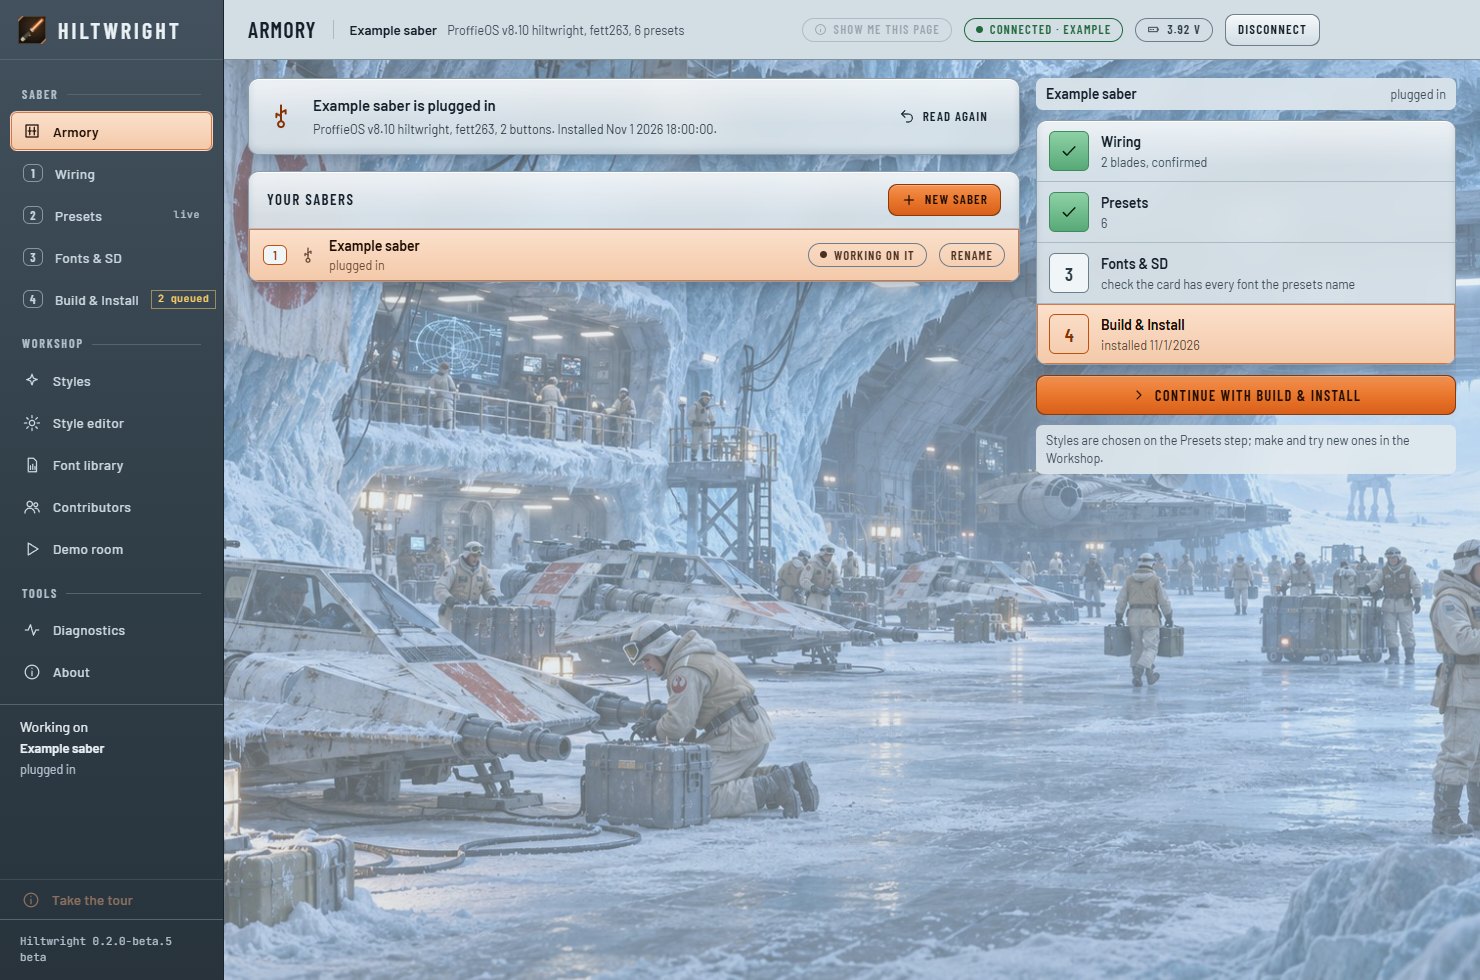 HILTWRIGHT
SABER
Armory
1 Wiring
2 Presets live
3 Fonts & SD
4 Build & Install 2 queued
WORKSHOP
Styles
Style editor
Font library
Contributors
Demo room
TOOLS
Diagnostics
About
Working on
Example saber
plugged in
Take the tour
Hiltwright 0.2.0-beta.5
beta
ARMORY Example saber ProffieOS v8.10 hiltwright, fett263, 6 presets SHOW ME THIS PAGE CONNECTED · EXAMPLE 3.92 V DISCONNECT
Example saber is plugged in
ProffieOS v8.10 hiltwright, fett263, 2 buttons. Installed Nov 1 2026 18:00:00.
READ AGAIN
YOUR SABERS NEW SABER
1 Example saber
plugged in
WORKING ON IT RENAME
Example saber plugged in
Wiring
2 blades, confirmed
Presets
6
3 Fonts & SD
check the card has every font the presets name
4 Build & Install
installed 11/1/2026
CONTINUE WITH BUILD & INSTALL
Styles are chosen on the Presets step; make and try new ones in the
Workshop.